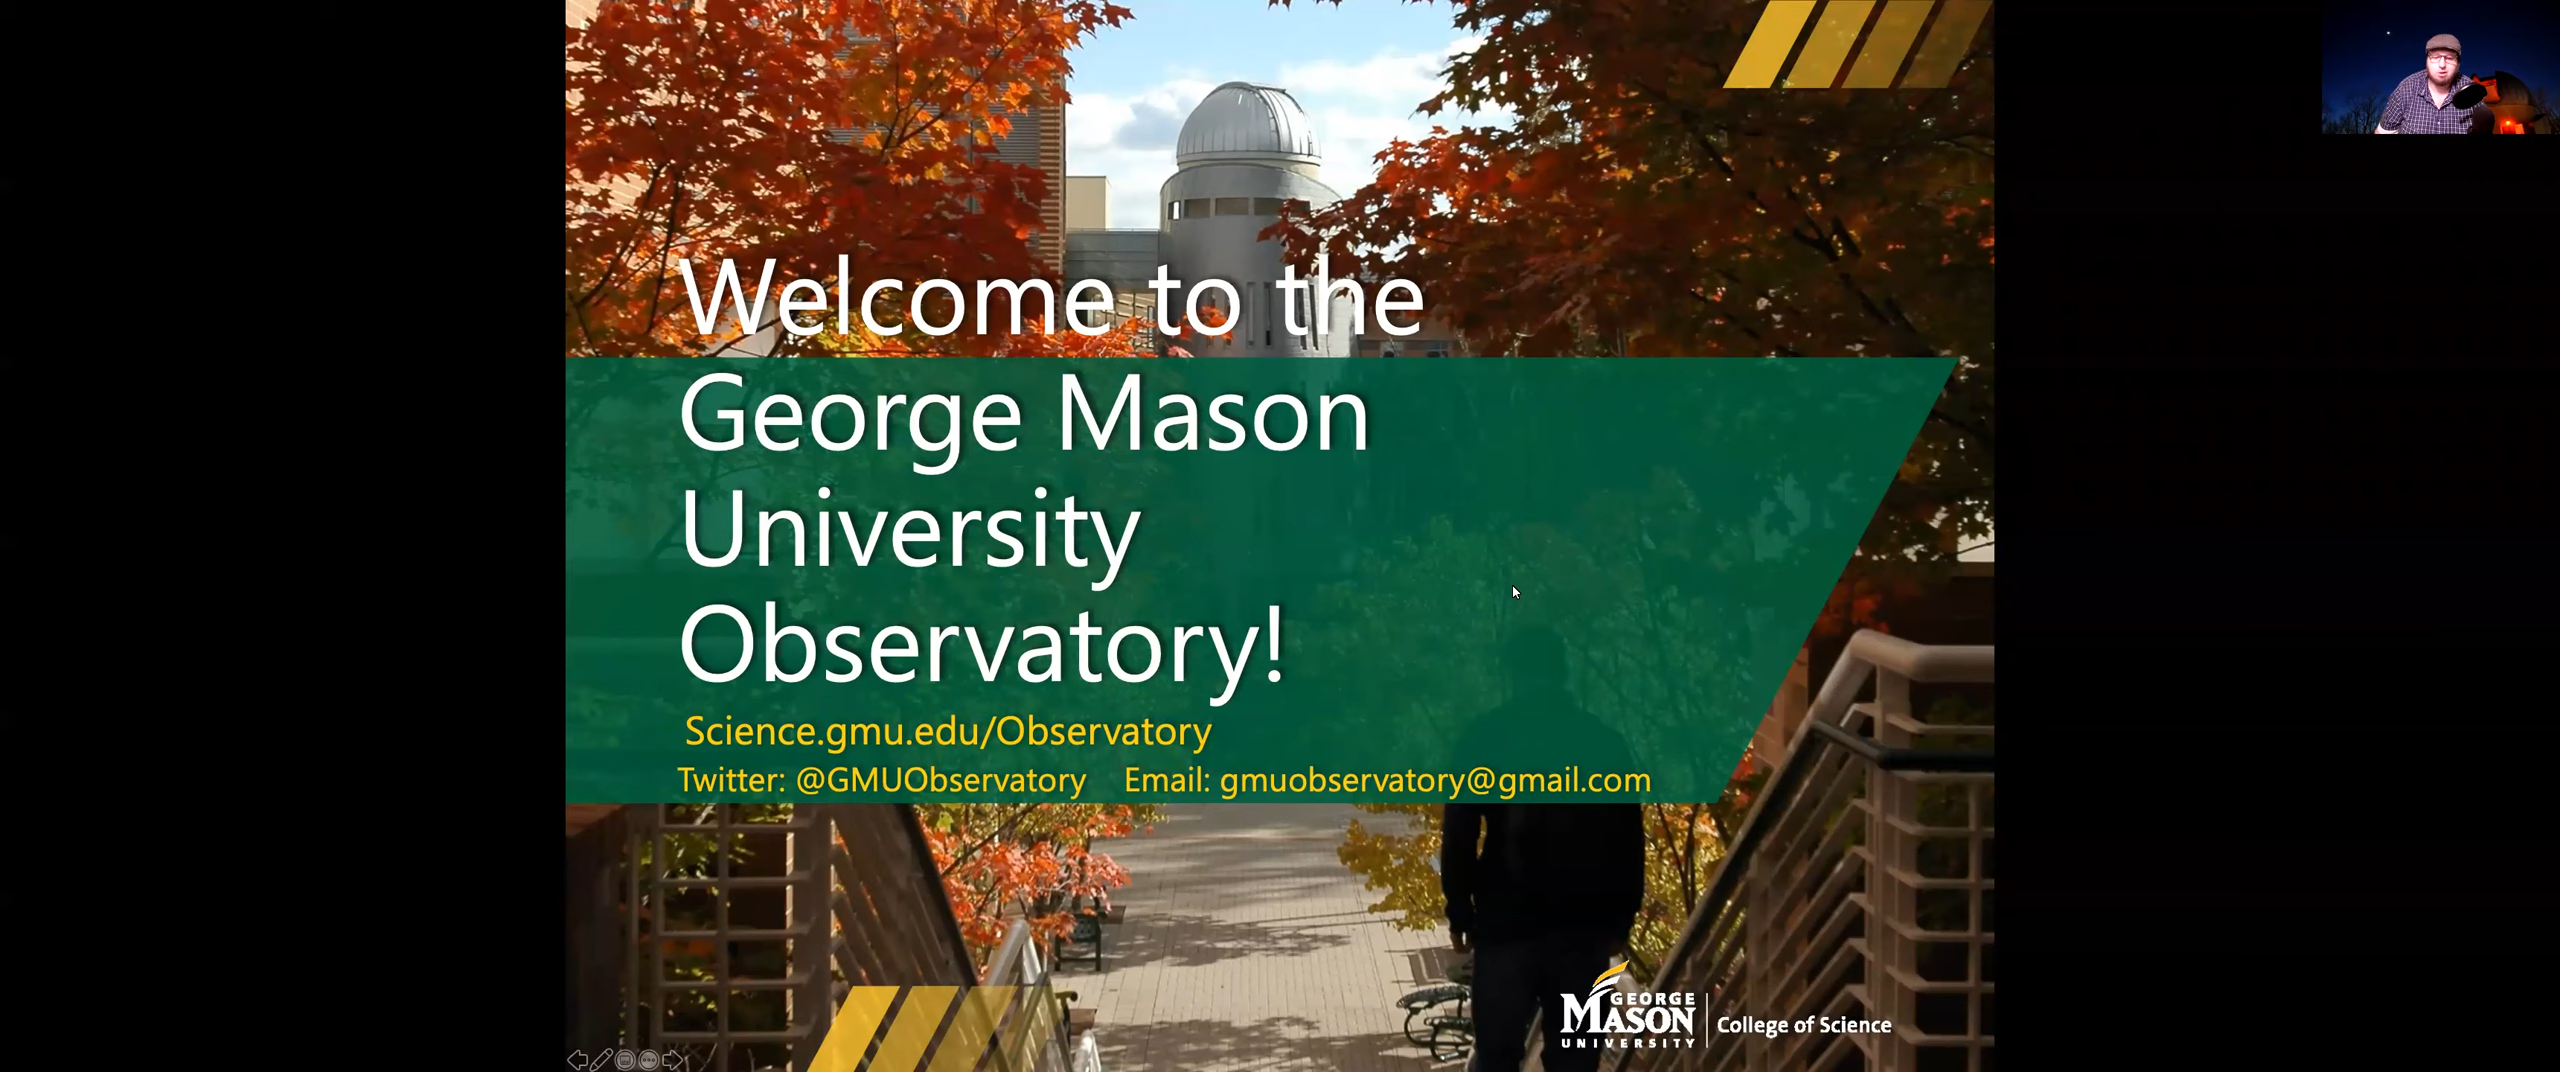 Welcome to the
George Mason
University
Observatory!
Science.gmu.edu/Observatory
Twitter: @GMUObservatory Email: gmuobservatory@gmail.com
GEORGE
MASON
UNIVERSITY
College of Science